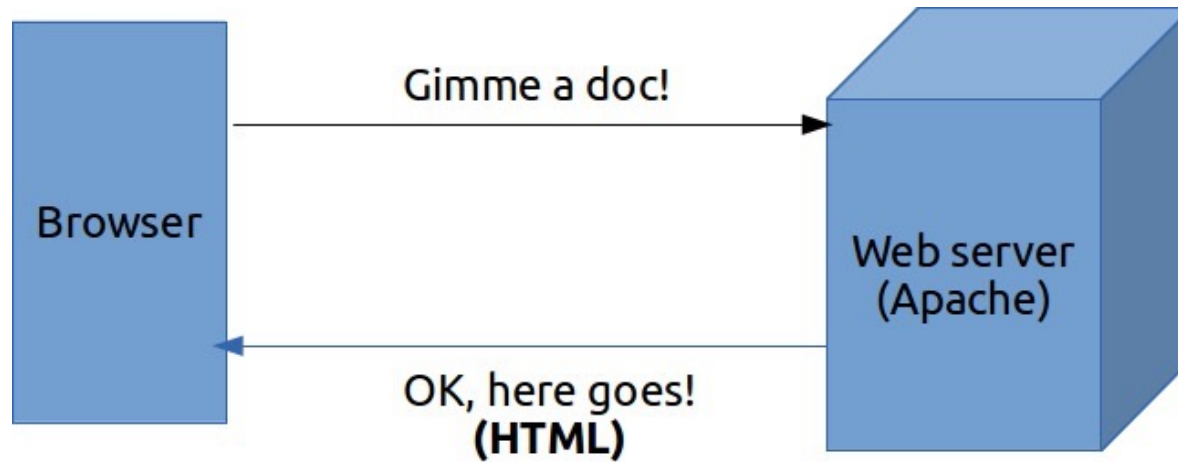 Gimme a doc!
Browser
Web server
(Apache)
OK, here goes!
(HTML)